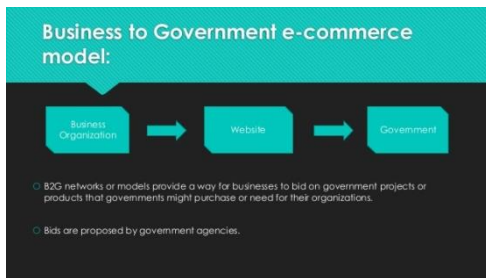 Business to Government e-commerce
model:
Business
Organization
Website
Government
B2G networks or models provide a way for businesses to bid on government projects or
products that governments might purchase or need for their organizations.
Bids are proposed by government agencies.